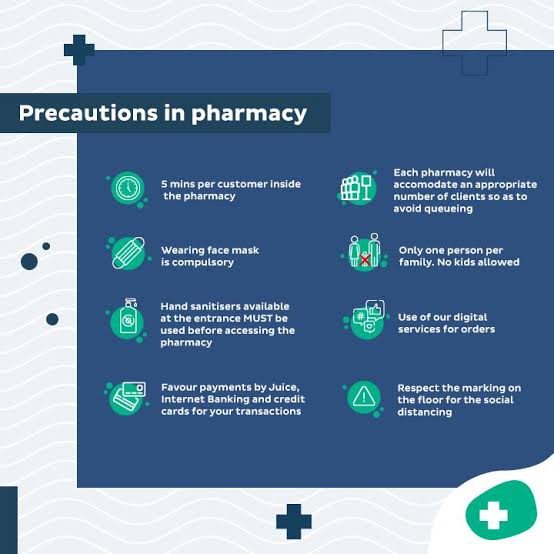 Precautions in pharmacy
5 mins per customer inside
the pharmacy
Wearing face mask
is compulsory
Hand sanitisers available
at the entrance MUST be
used before accessing the
pharmacy
Favour payments by Juice,
Internet Banking and credit
cards for your transactions
Each pharmacy will
accomodate an appropriate
number of clients so as to
avoid queueing
Only one person per
family. No kids allowed
Use of our digital
services for orders
Respect the marking on
the floor for the social
distancing